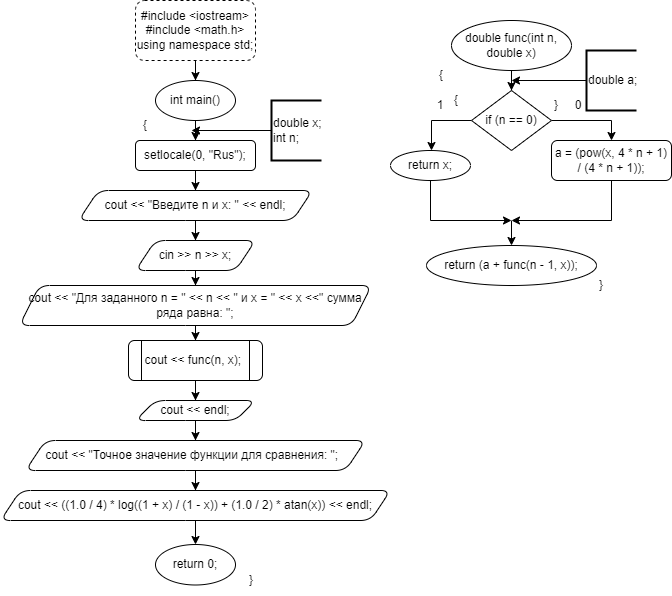 #include <iostream>
#include <math.h>
using namespace std;
int main()
{
double x;
int n;
setlocale(0, "Rus");
cout << "Введите n и x: " << endl;
cin >> n >> x;
cout << "Для заданного n = " << n << " и x = " << x <<" сумма
ряда равна: ";
cout << func(n, x);
cout << endl;
cout << "Точное значение функции для сравнения: ";
cout << ((1.0 / 4) * log((1 + x) / (1 - x)) + (1.0 / 2) * atan(x)) << endl;
return 0;
}
double func(int n,
double x)
{
double a;
1
{
if (n == 0)
}
0
return x;
a = (pow(x, 4 * n + 1)
/ (4 * n + 1));
return (a + func(n - 1, x));
}